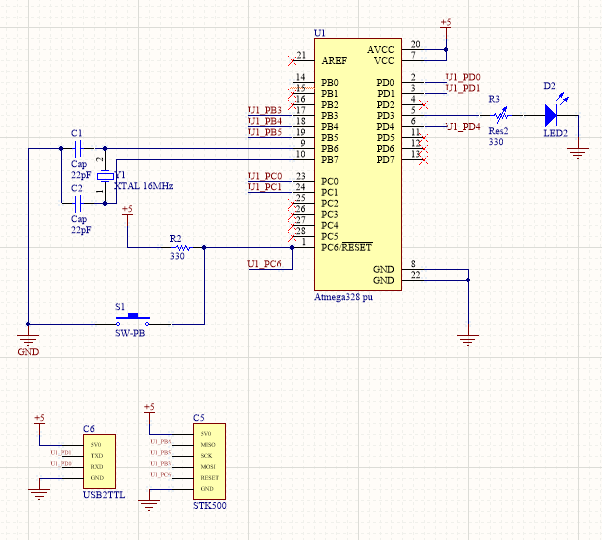 U1
+5
21 AREF AVCC 20
VCC 7
14 PB0 PD0 2 U1_PD0
15 PB1 PD1 3 U1_PD1
16 PB2 PD2 4
U1_PB3 17 PB3 PD3 5
U1_PB4 18 PB4 PD4 6 U1_PD4
U1_PB5 19 PB5 PD5 11
9 PB6 PD6 12
10 PB7 PD7 13
U1_PC0 23 PC0
U1_PC1 24 PC1
25 PC2
26 PC3
27 PC4
28 PC5
1 PC6/RESET
U1_PC6
GND 8
GND 22
Atmega328 pu
R3
Res2
330
D2
LED2
C1
Cap
22pF
2
Y1
XTAL 16MHz
1
C2
Cap
22pF
+5
R2
330
S1
SW-PB
GND
+5
C6
5V0
U1_PD1 TXD
U1_PD0 RXD
GND
USB2TTL
+5
C5
5V0
U1_PB4 MISO
U1_PB5 SCK
U1_PB3 MOSI
U1_PC6 RESET
GND
STK500